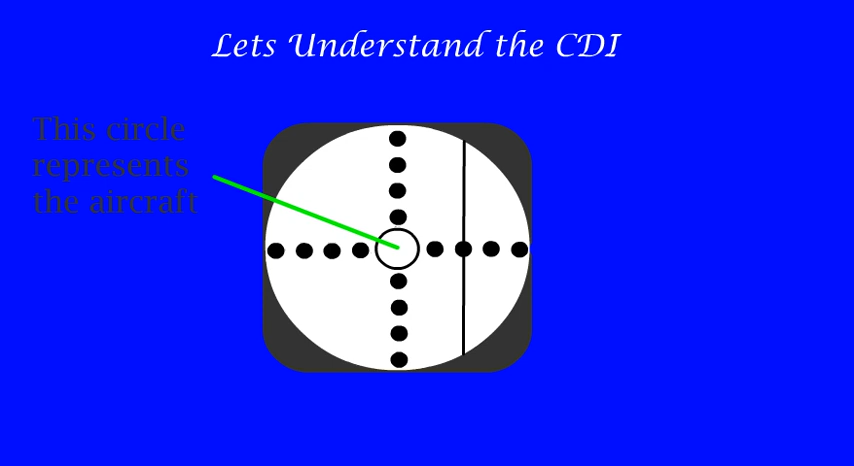 Lets Understand the CDI
This circle
represents
the aircraft